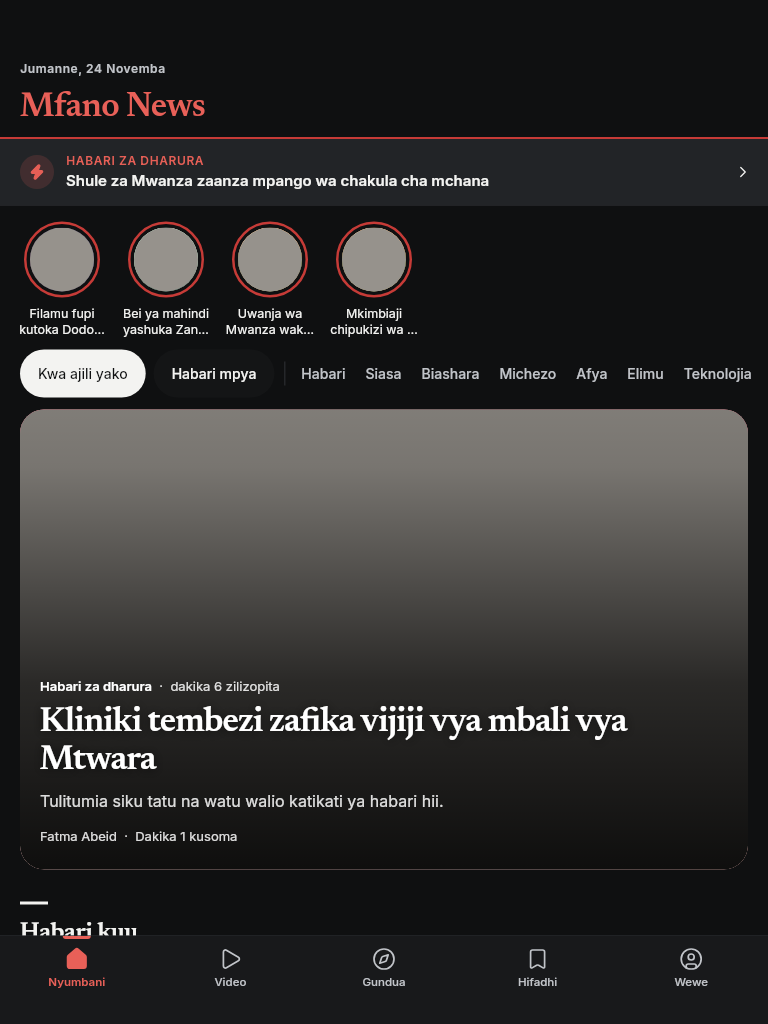 Jumanne, 24 Novemba
Mfano News
HABARI ZA DHARURA
Shule za Mwanza zaanza mpango wa chakula cha mchana
Filamu fupi
kutoka Dodo...
Bei ya mahindi
yashuka Zan...
Uwanja wa
Mwanza wak...
Mkimbiaji
chipukizi wa ...
Kwa ajili yako
Habari mpya
Habari
Siasa
Biashara
Michezo
Afya
Elimu
Teknolojia
Habari za dharura · dakika 6 zilizopita
Kliniki tembezi zafika vijiji vya mbali vya
Mtwara
Tulitumia siku tatu na watu walio katikati ya habari hii.
Fatma Abeid · Dakika 1 kusoma
Habari kuu
Nyumbani
Video
Gundua
Hifadhi
Wewe